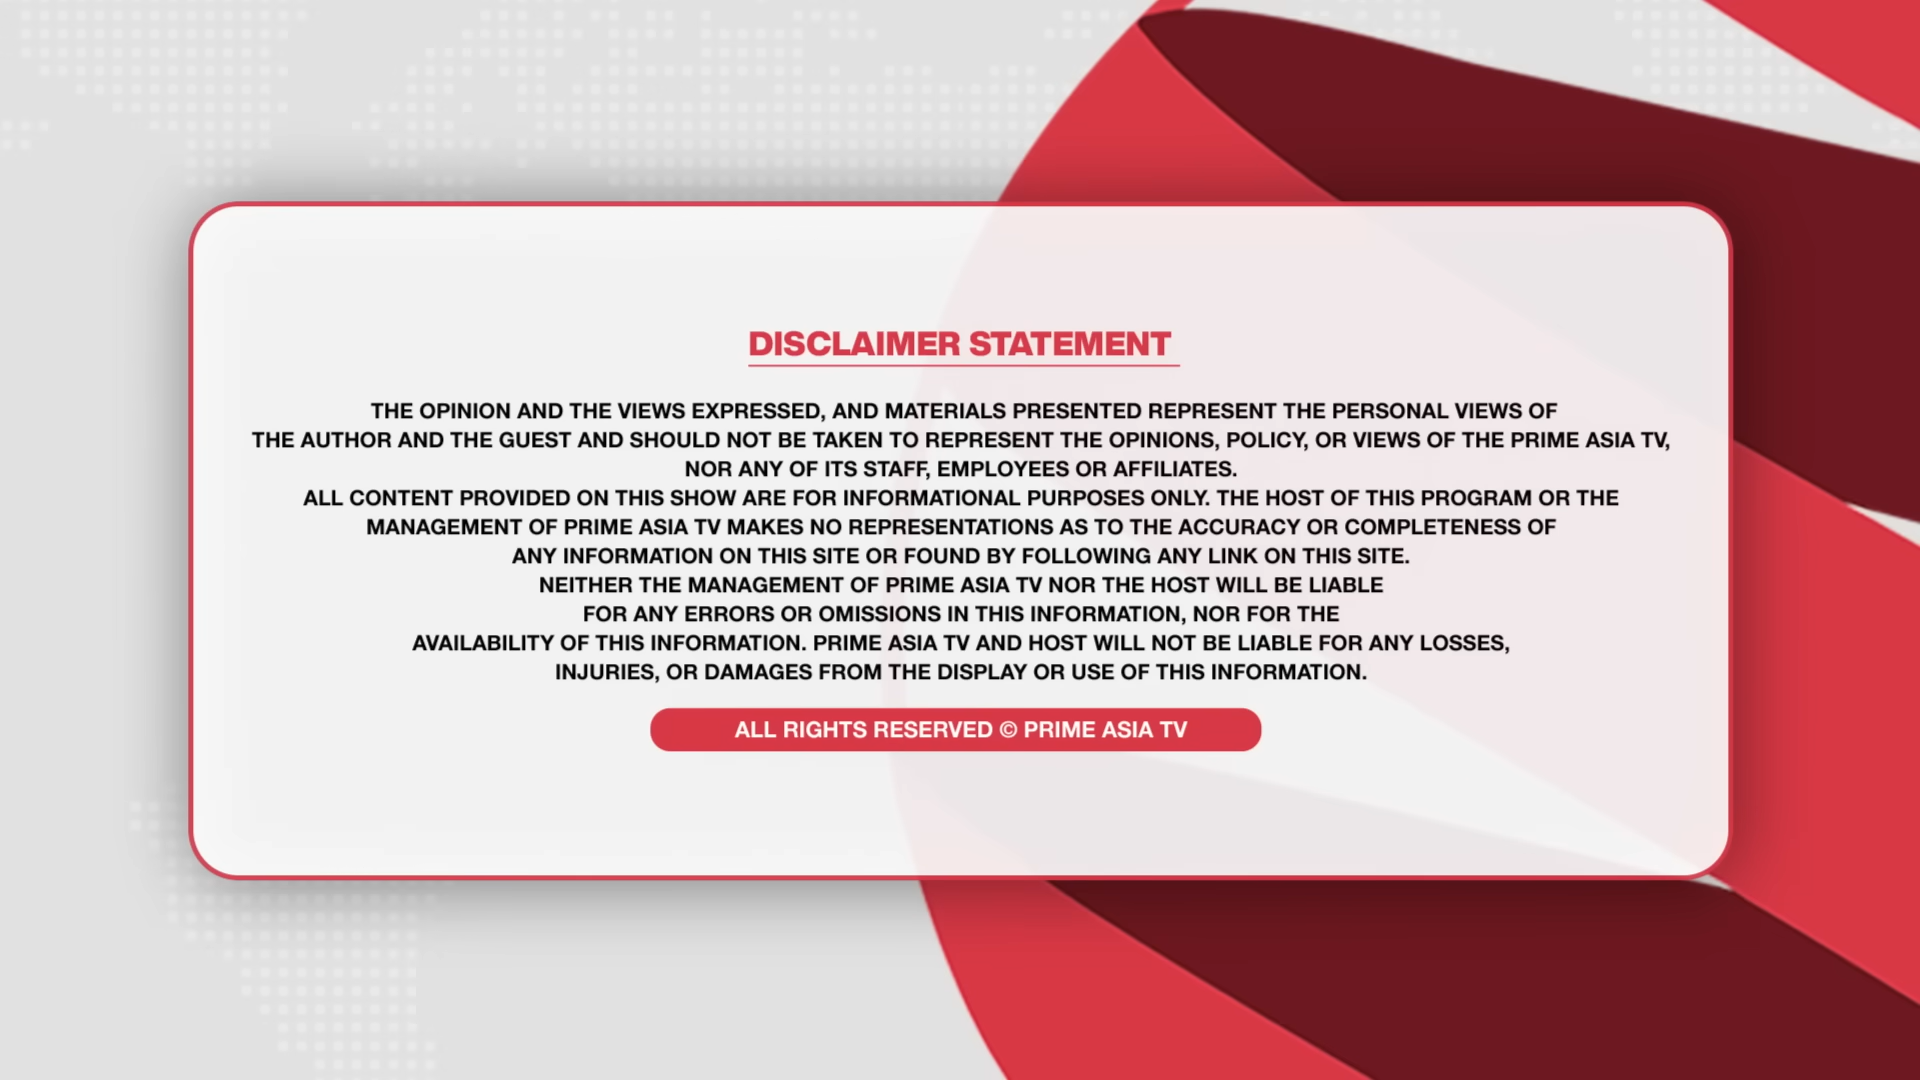 DISCLAIMER STATEMENT
THE OPINION AND THE VIEWS EXPRESSED, AND MATERIALS PRESENTED REPRESENT THE PERSONAL VIEWS OF
THE AUTHOR AND THE GUEST AND SHOULD NOT BE TAKEN TO REPRESENT THE OPINIONS, POLICY, OR VIEWS OF THE PRIME ASIA TV,
NOR ANY OF ITS STAFF, EMPLOYEES OR AFFILIATES.
ALL CONTENT PROVIDED ON THIS SHOW ARE FOR INFORMATIONAL PURPOSES ONLY. THE HOST OF THIS PROGRAM OR THE
MANAGEMENT OF PRIME ASIA TV MAKES NO REPRESENTATIONS AS TO THE ACCURACY OR COMPLETENESS OF
ANY INFORMATION ON THIS SITE OR FOUND BY FOLLOWING ANY LINK ON THIS SITE.
NEITHER THE MANAGEMENT OF PRIME ASIA TV NOR THE HOST WILL BE LIABLE
FOR ANY ERRORS OR OMISSIONS IN THIS INFORMATION, NOR FOR THE
AVAILABILITY OF THIS INFORMATION. PRIME ASIA TV AND HOST WILL NOT BE LIABLE FOR ANY LOSSES,
INJURIES, OR DAMAGES FROM THE DISPLAY OR USE OF THIS INFORMATION.
ALL RIGHTS RESERVED © PRIME ASIA TV